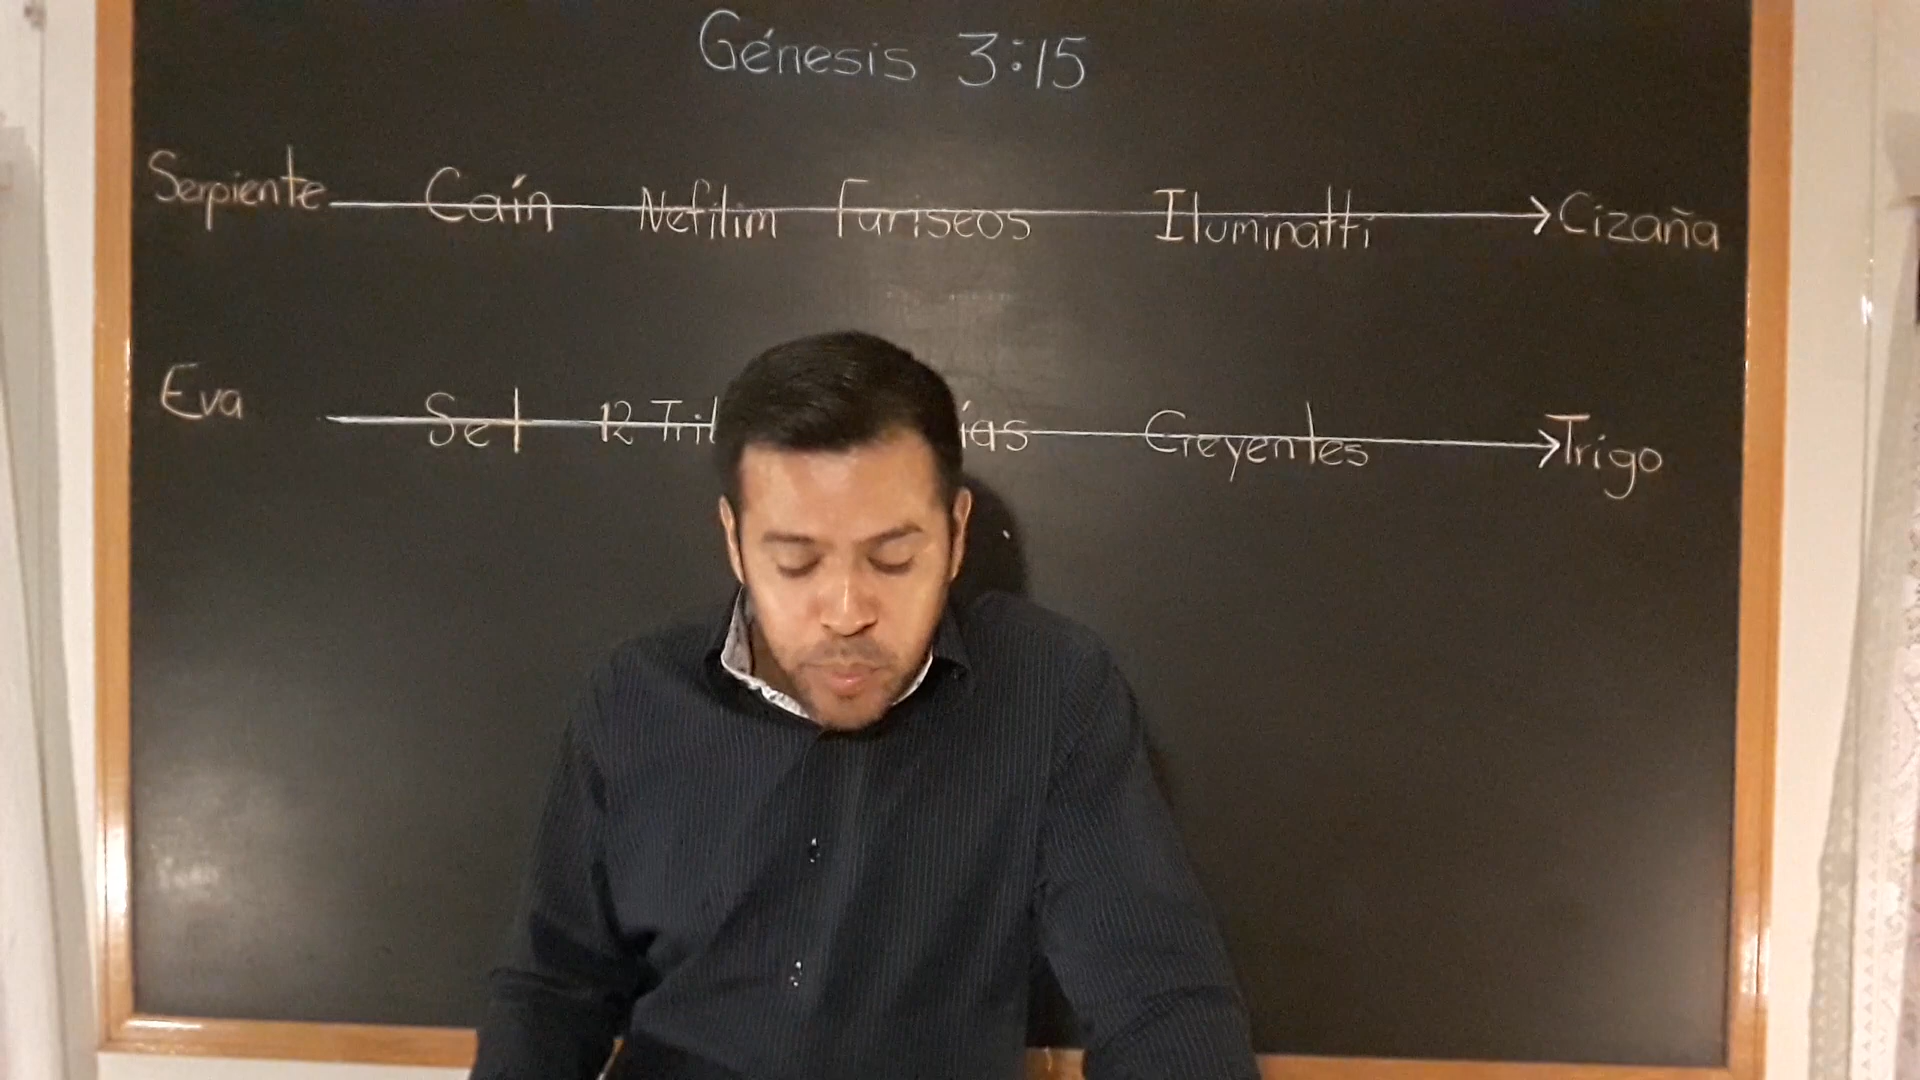 Génesis 3:15
Serpiente Caín Nefilim Fariseos Iluminatti Cizaña
Eva Set 12 Creyentes Trigo